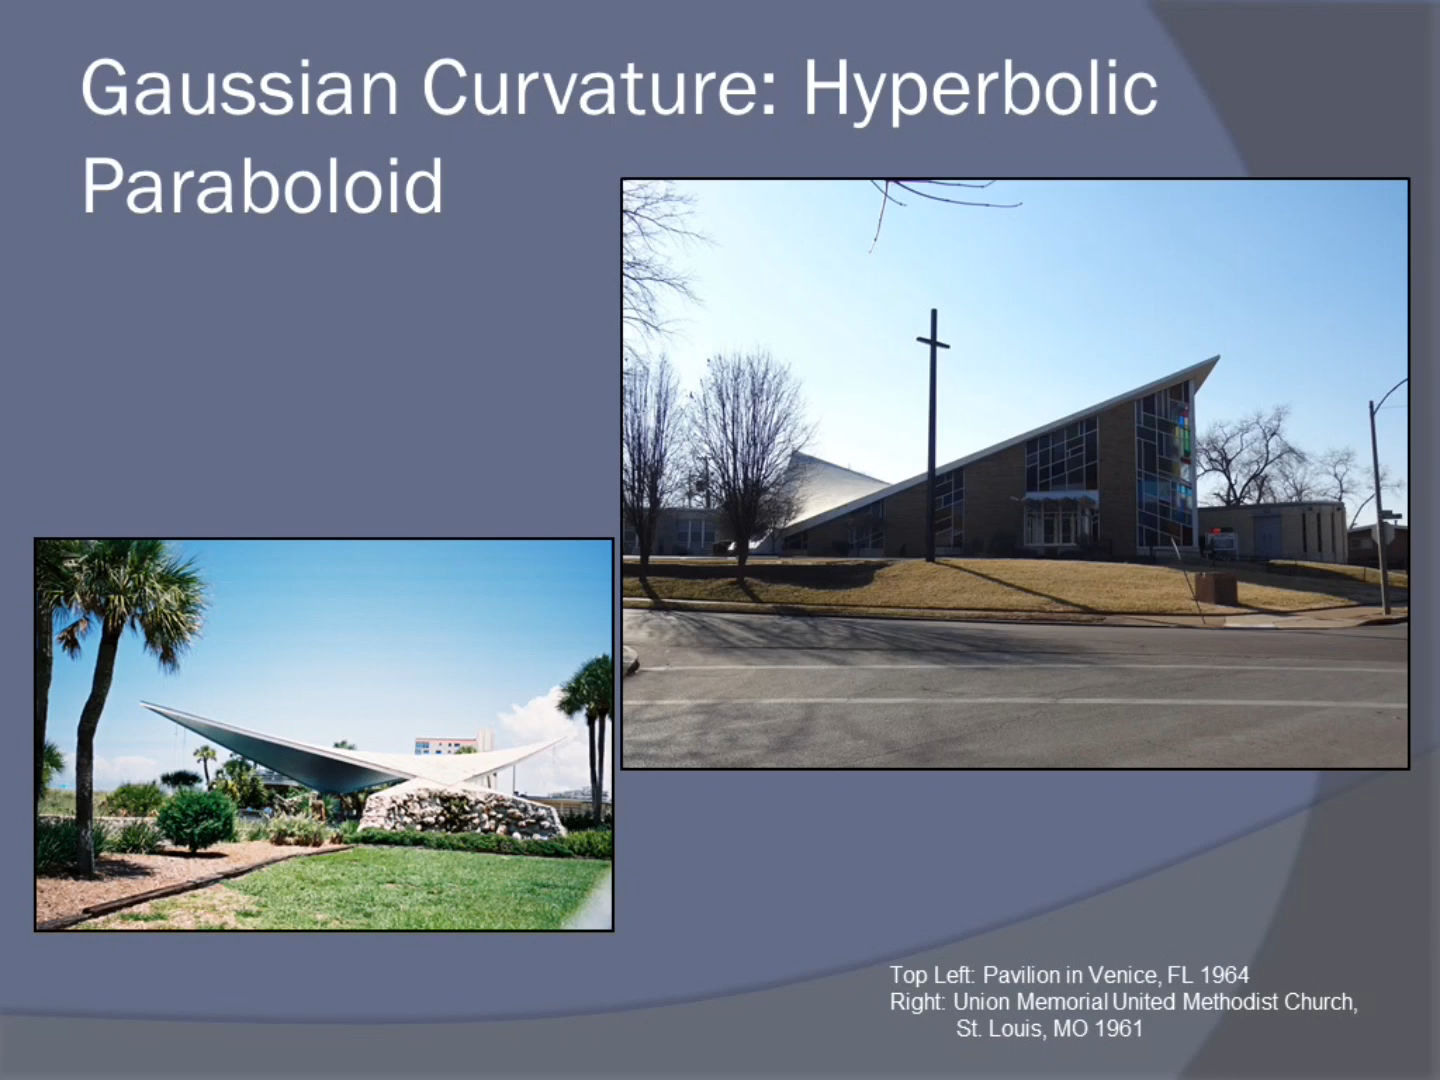 Gaussian Curvature: Hyperbolic
Paraboloid
Top Left: Pavilion in Venice, FL 1964
Right: Union Memorial United Methodist Church,
St. Louis, MO 1961